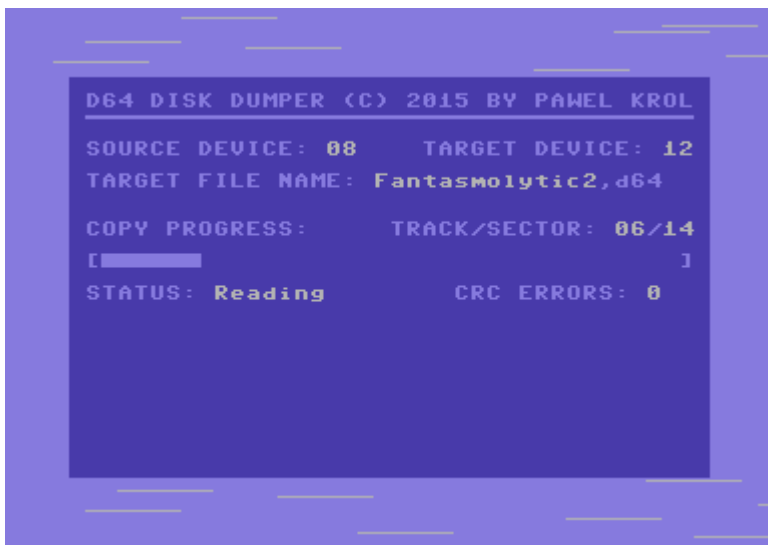 D64 DISK DUMPER (C) 2015 BY PAWEL KROL
SOURCE DEVICE: 08 TARGET DEVICE: 12
TARGET FILE NAME: Fantasmolytic2,d64
COPY PROGRESS: TRACK/SECTOR: 06/14
[ ]
STATUS: Reading CRC ERRORS: 0